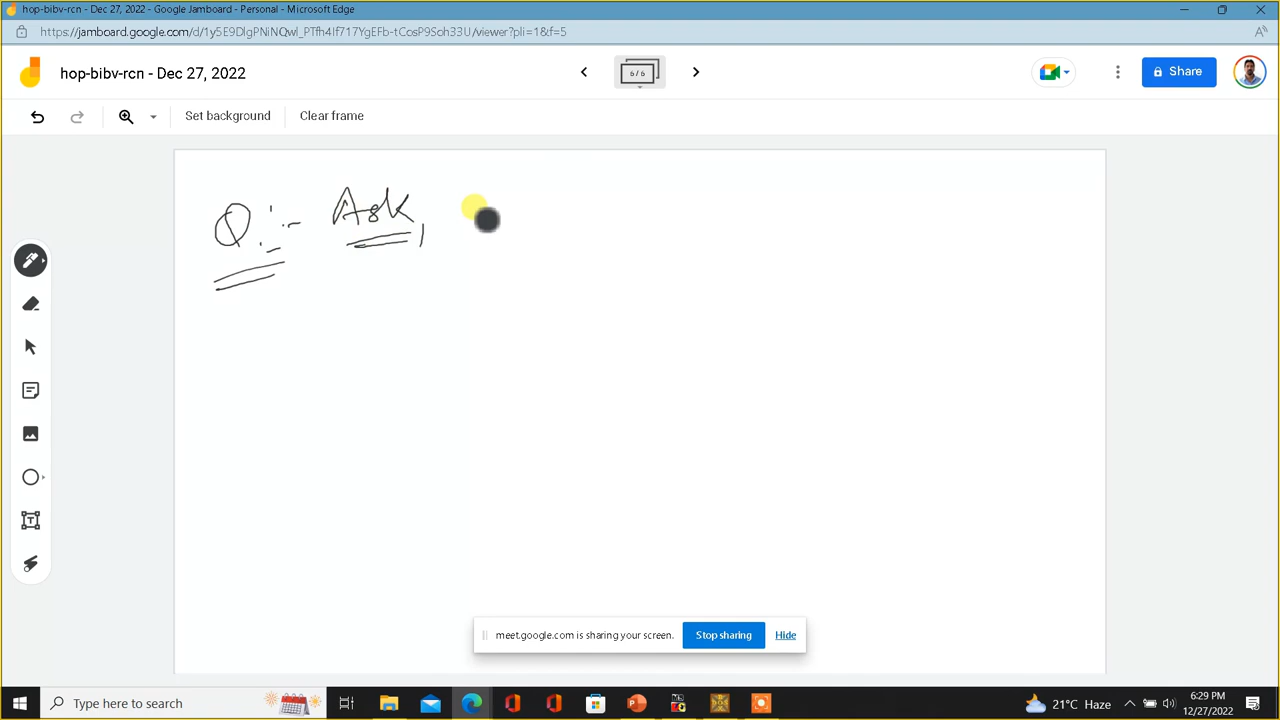 hop-bibv-rcn - Dec 27, 2022 - Google Jamboard - Personal - Microsoft Edge
https://jamboard.google.com/d/1y5E9DlgPNiNQwl_PTfh4If717YgEFb-tCosP9Soh33U/viewer?pli=1&f=5
hop-bibv-rcn - Dec 27, 2022
6 / 6
Share
Set background
Clear frame
Q :- Ask,
meet.google.com is sharing your screen.
Stop sharing
Hide
Type here to search
21°C Haze
6:29 PM
12/27/2022